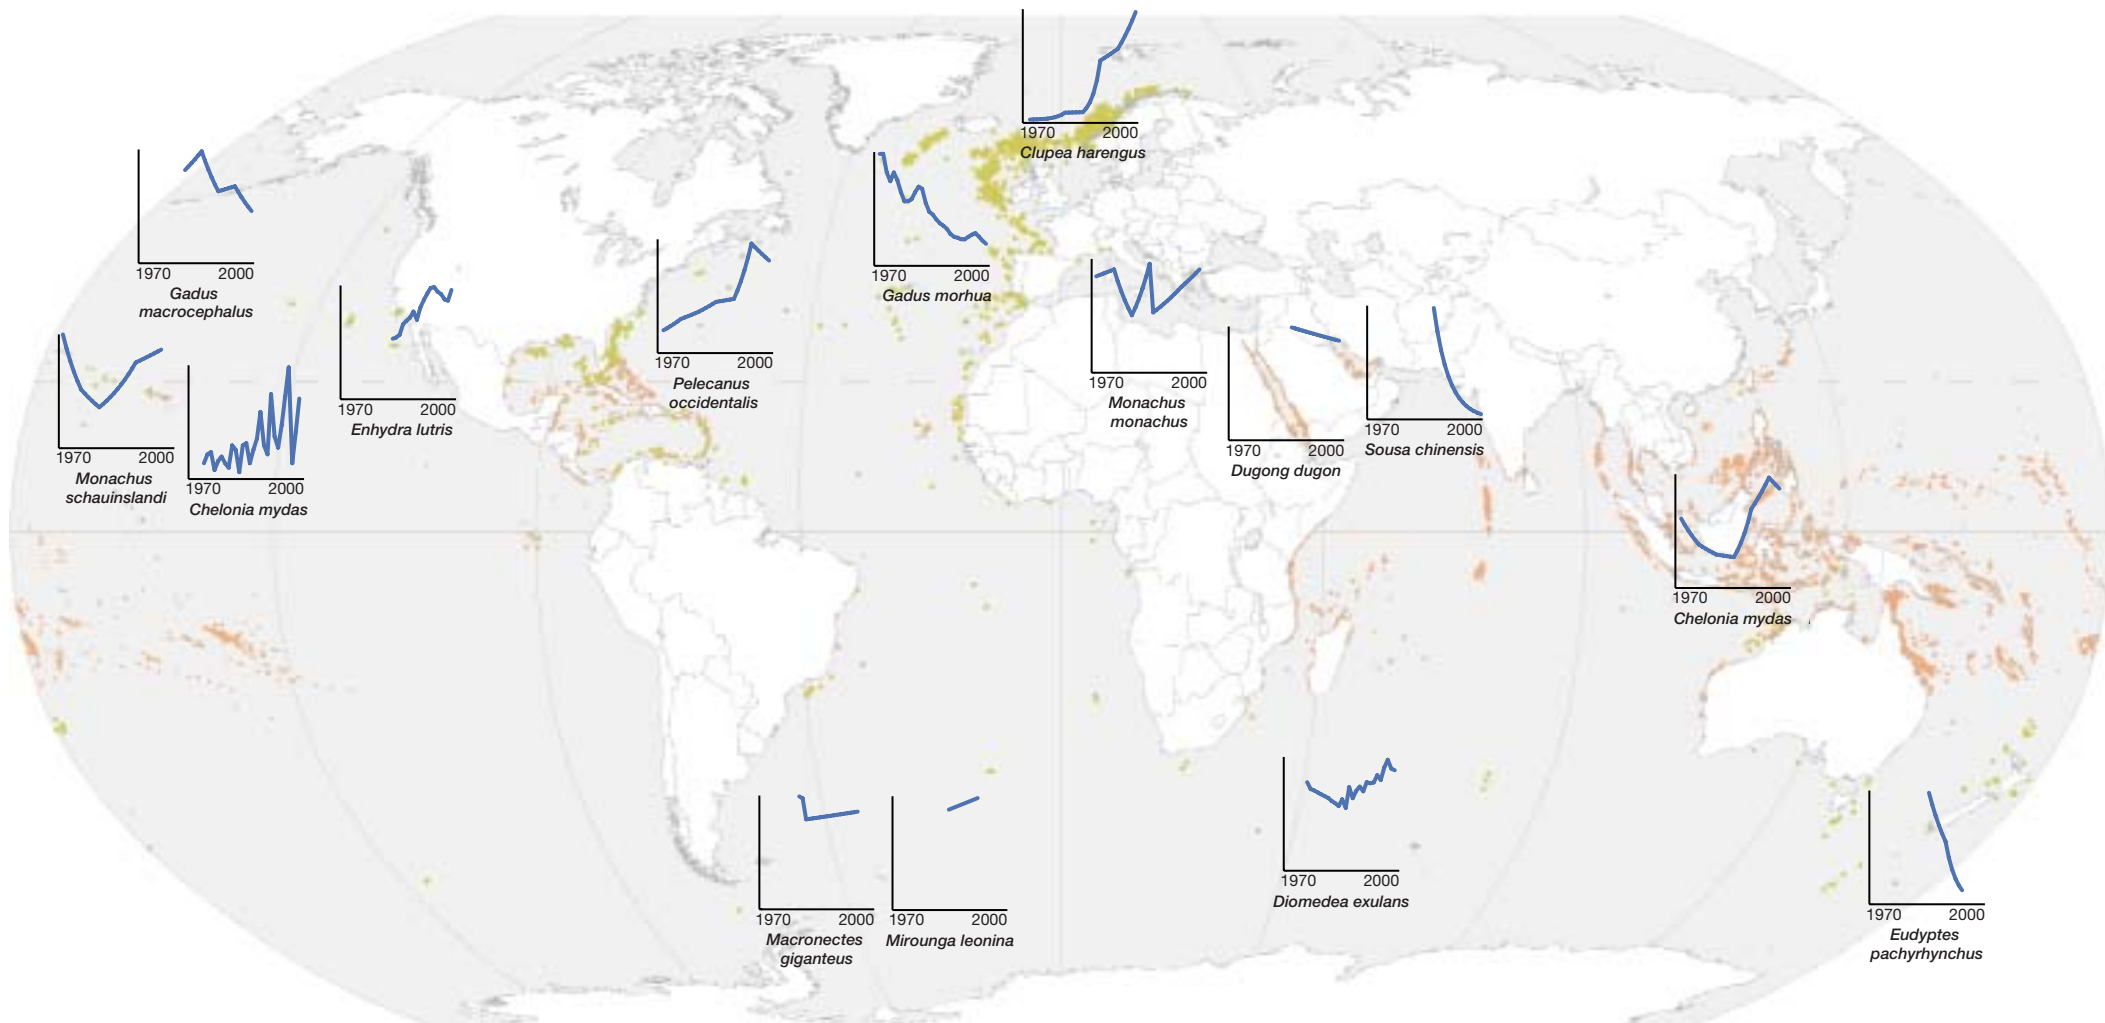 1970 2000
Clupea harengus
1970 2000
Gadus
macrocephalus
1970 2000
Gadus morhua
1970 2000
Pelecanus
occidentalis
1970 2000
Monachus
monachus
1970 2000
Enhydra lutris
1970 2000
Sousa chinensis
1970 2000
Dugong dugon
1970 2000
Monachus
schauinslandi
1970 2000
Chelonia mydas
1970 2000
Chelonia mydas
1970 2000
Macronectes
giganteus
1970 2000
Mirounga leonina
1970 2000
Diomedea exulans
1970 2000
Eudyptes
pachyrhynchus